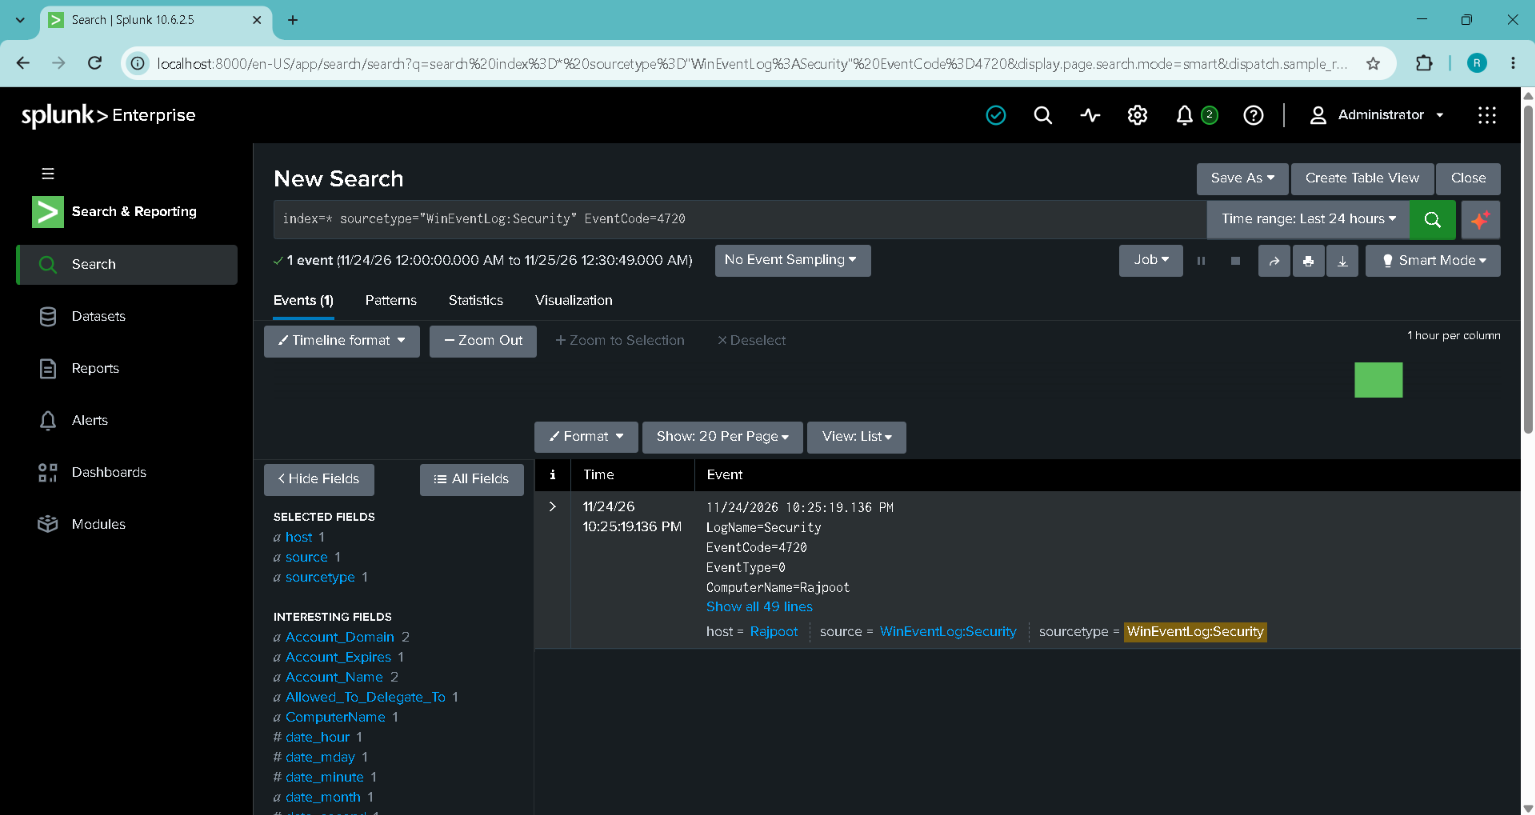 Search | Splunk 10.6.2.5
localhost:8000/en-US/app/search/search?q=search%20index%3D*%20sourcetype%3D"WinEventLog%3ASecurity"%20EventCode%3D4720&display.page.search.mode=smart&dispatch.sample_r...
R
splunk> Enterprise
2
Administrator
Search & Reporting
Search
Datasets
Reports
Alerts
Dashboards
Modules
New Search
Save As
Create Table View
Close
index=* sourcetype="WinEventLog:Security" EventCode=4720
Time range: Last 24 hours
1 event (11/24/26 12:00:00.000 AM to 11/25/26 12:30:49.000 AM)
No Event Sampling
Job
Smart Mode
Events (1)
Patterns
Statistics
Visualization
Timeline format
— Zoom Out
+ Zoom to Selection
× Deselect
1 hour per column
Format
Show: 20 Per Page
View: List
< Hide Fields
All Fields
i
Time
Event
SELECTED FIELDS
a host 1
a source 1
a sourcetype 1
INTERESTING FIELDS
a Account_Domain 2
a Account_Expires 1
a Account_Name 2
a Allowed_To_Delegate_To 1
a ComputerName 1
# date_hour 1
# date_mday 1
# date_minute 1
a date_month 1
11/24/26
10:25:19.136 PM
11/24/2026 10:25:19.136 PM
LogName=Security
EventCode=4720
EventType=0
ComputerName=Rajpoot
Show all 49 lines
host = Rajpoot
source = WinEventLog:Security
sourcetype = WinEventLog:Security